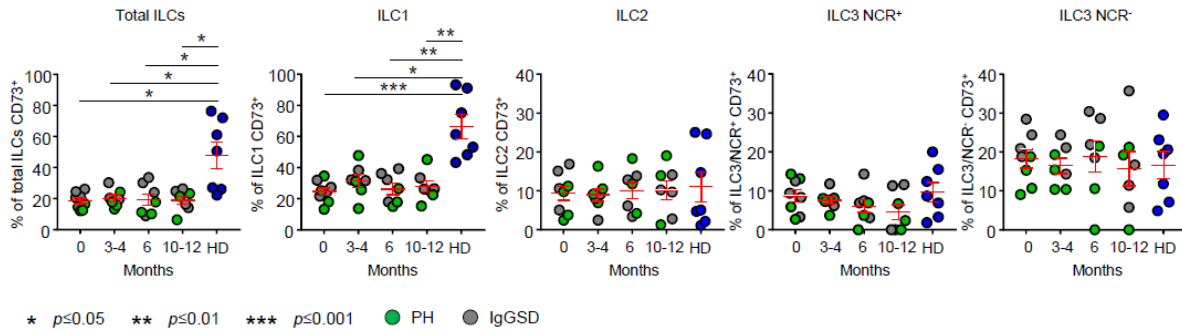 Total ILCs
ILC1
ILC2
ILC3 NCR⁺
ILC3 NCR⁻
*
*
*
*
**
**
*
***
% of total ILCs CD73⁺
100
80
60
40
20
0
0 3-4 6 10-12 HD
Months
% of ILC1 CD73⁺
100
80
60
40
20
0
0 3-4 6 10-12 HD
Months
% of ILC2 CD73⁺
40
30
20
10
0
0 3-4 6 10-12 HD
Months
% of ILC3/NCR⁺ CD73⁺
40
30
20
10
0
0 3-4 6 10-12 HD
Months
% of ILC3/NCR⁻ CD73⁺
40
30
20
10
0
0 3-4 6 10-12 HD
Months
* p≤0.05 ** p≤0.01 *** p≤0.001 PH IgGSD